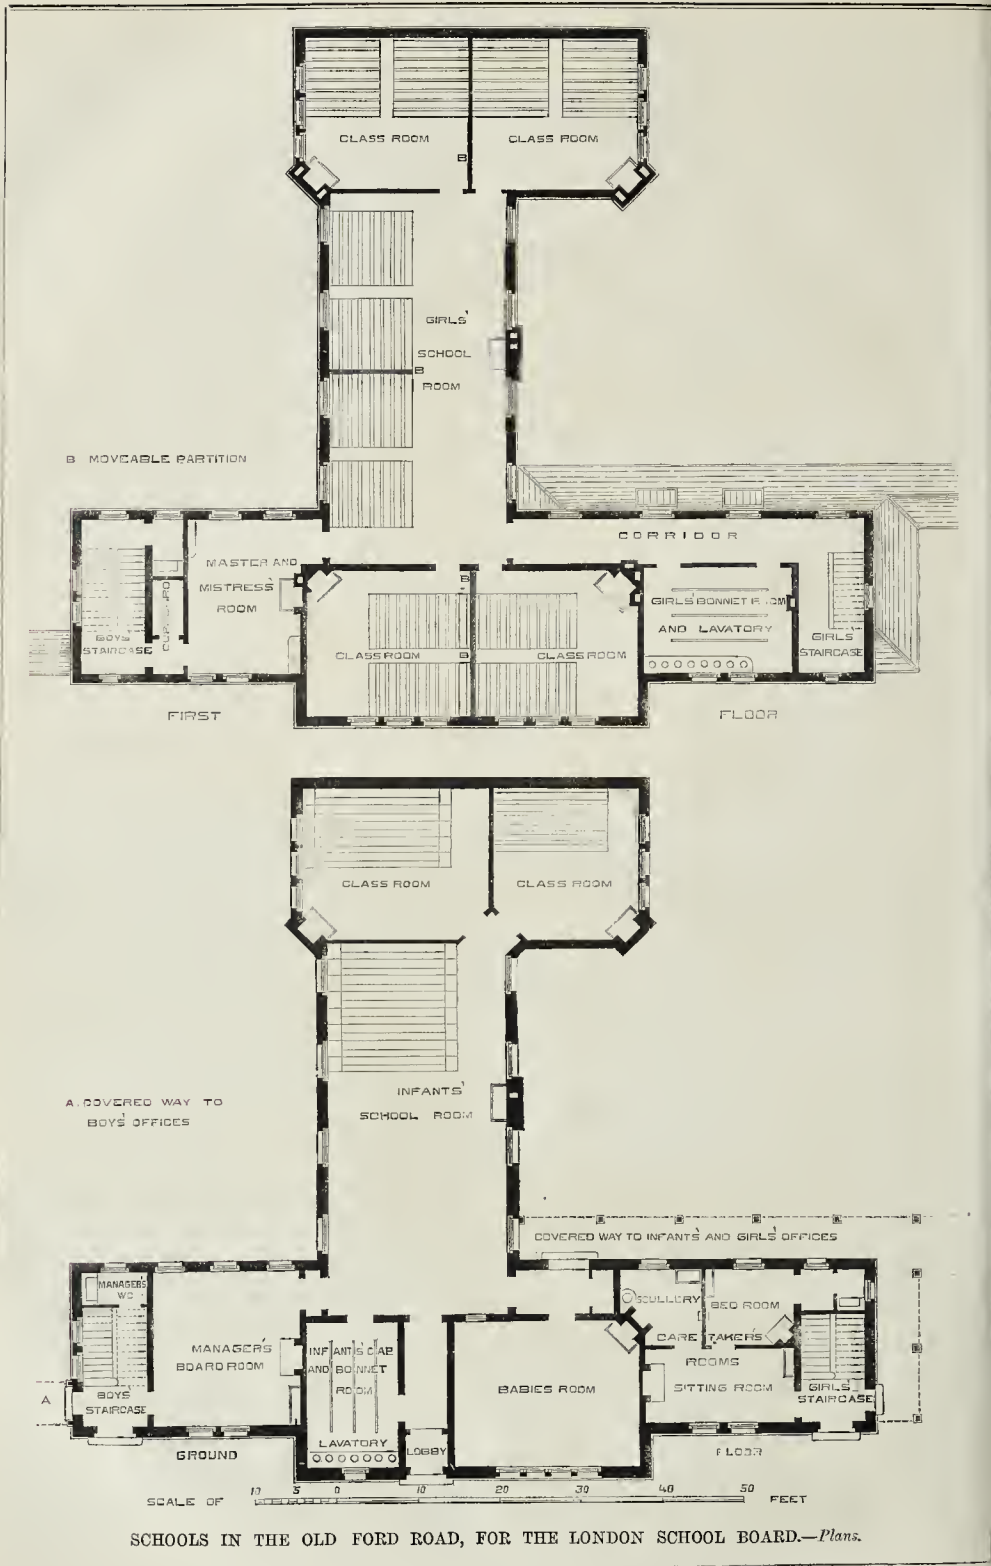 CLASS ROOM
CLASS ROOM
B
GIRLS'
SCHOOL
B
ROOM
B MOVEABLE PARTITION
CORRIDOR
MASTER AND
MISTRESS'
ROOM
CUPBOARD
BOYS'
STAIRCASE
B
CLASS ROOM
B
CLASS ROOM
GIRLS' BONNET ROOM
AND LAVATORY
GIRLS'
STAIRCASE
FIRST
FLOOR
CLASS ROOM
CLASS ROOM
INFANTS'
SCHOOL ROOM
A. COVERED WAY TO
BOYS' OFFICES
COVERED WAY TO INFANTS' AND GIRLS' OFFICES
MANAGERS
WC
SCULLERY
BED ROOM
MANAGERS'
BOARD ROOM
INFANTS CAP
AND BONNET
ROOM
CARE TAKER'S
ROOMS
SITTING ROOM
BABIES ROOM
A
BOYS'
STAIRCASE
GIRLS'
STAIRCASE
LAVATORY
LOBBY
GROUND
FLOOR
SCALE OF
10 5 0 10 20 30 40 50
FEET
SCHOOLS IN THE OLD FORD ROAD, FOR THE LONDON SCHOOL BOARD.—Plans.